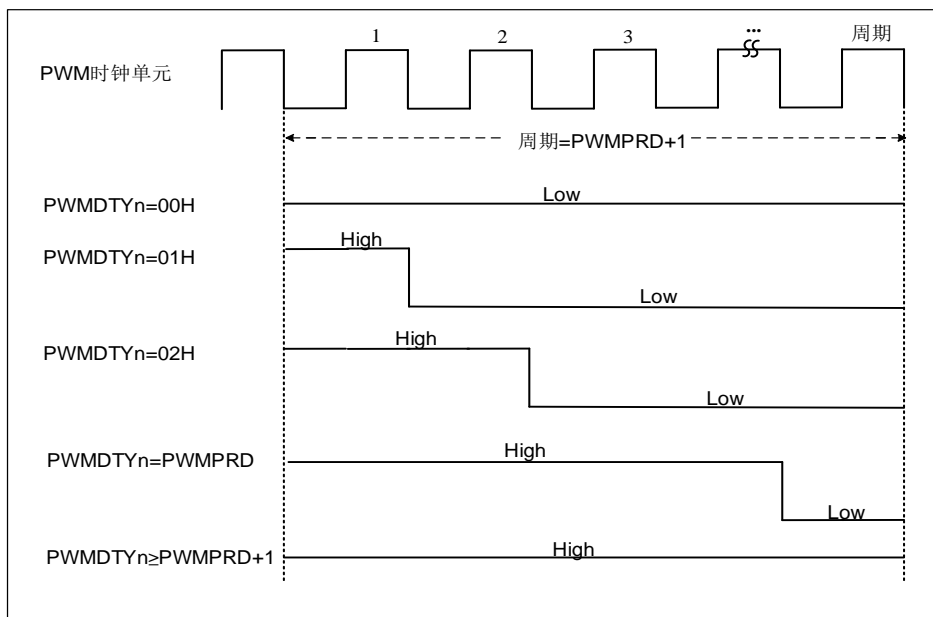 1 2 3 ... 周期
PWM时钟单元
周期=PWMPRD+1
PWMDTYn=00H Low
PWMDTYn=01H High Low
PWMDTYn=02H High Low
PWMDTYn=PWMPRD High Low
PWMDTYn≥PWMPRD+1 High